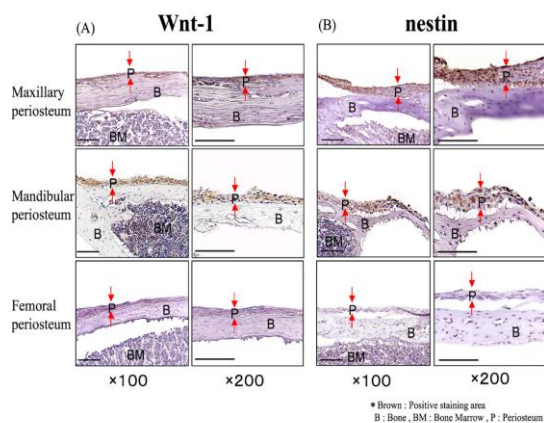 (A) Wnt-1 (B) nestin
Maxillary periosteum
P P P P
B B B B
BM
Mandibular periosteum
P P P P
B B B B
BM BM
Femoral periosteum
P P P P
B B B B
BM BM
×100 ×200 ×100 ×200
* Brown : Positive staining area
B : Bone , BM : Bone Marrow , P : Periosteum